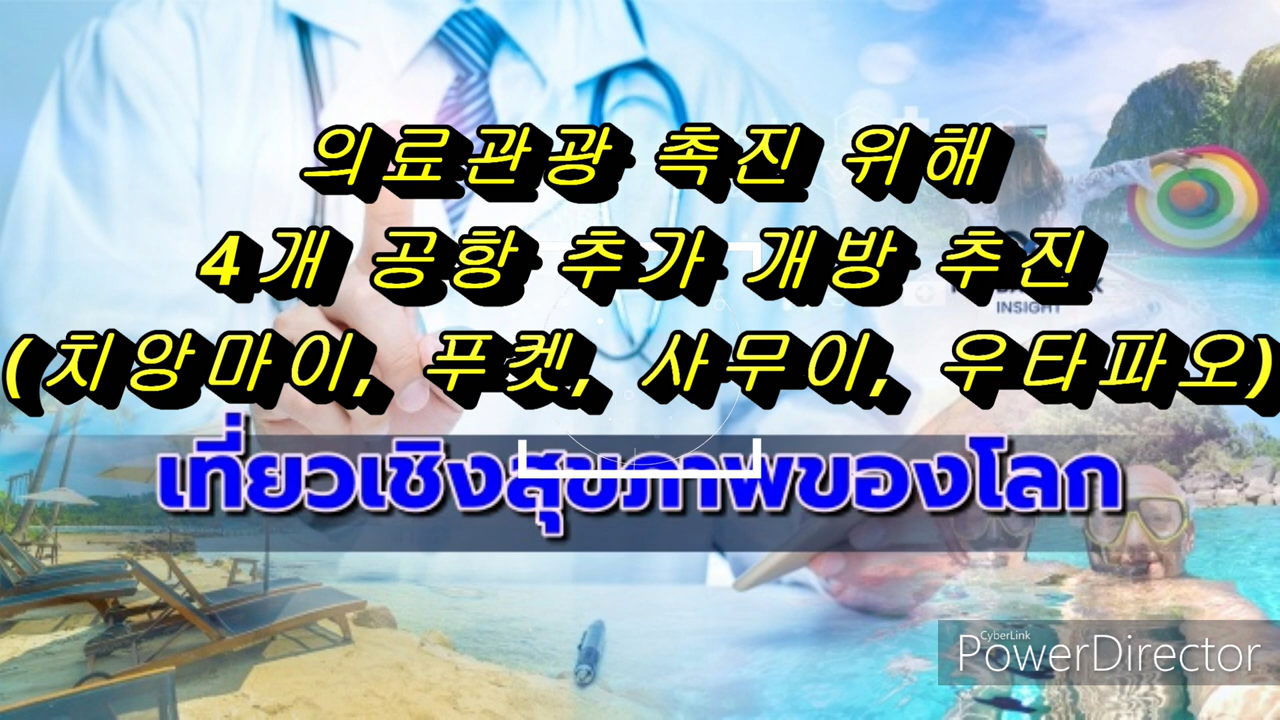 의료관광 촉진 위해
4개 공항 추가 개방 추진
(치앙마이, 푸켓, 사무이, 우타파오)
INSIGHT
เที่ยวเชิงสุขภาพของโลก
CyberLink
PowerDirector